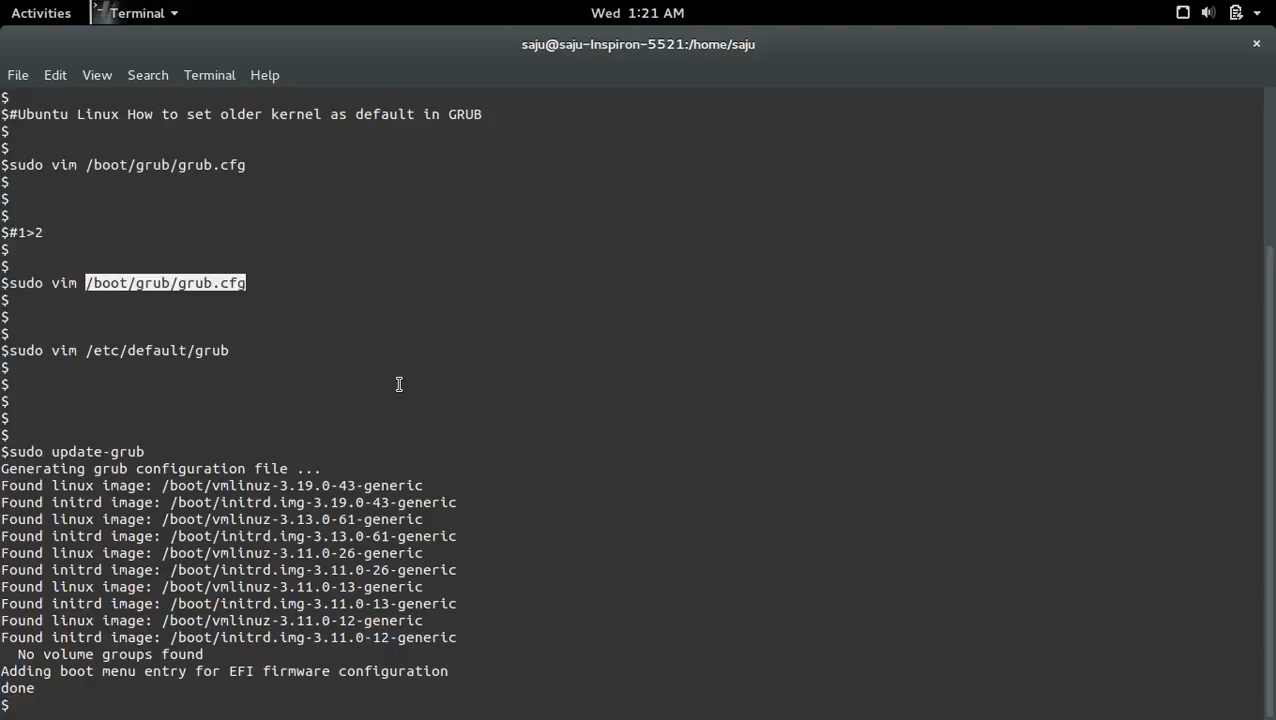 Activities
Terminal
Wed 1:21 AM
saju@saju-Inspiron-5521:/home/saju
File Edit View Search Terminal Help
$
$#Ubuntu Linux How to set older kernel as default in GRUB
$
$
$sudo vim /boot/grub/grub.cfg
$
$
$
$#1>2
$
$
$sudo vim /boot/grub/grub.cfg
$
$
$
$sudo vim /etc/default/grub
$
$
$
$
$
$sudo update-grub
Generating grub configuration file ...
Found linux image: /boot/vmlinuz-3.19.0-43-generic
Found initrd image: /boot/initrd.img-3.19.0-43-generic
Found linux image: /boot/vmlinuz-3.13.0-61-generic
Found initrd image: /boot/initrd.img-3.13.0-61-generic
Found linux image: /boot/vmlinuz-3.11.0-26-generic
Found initrd image: /boot/initrd.img-3.11.0-26-generic
Found linux image: /boot/vmlinuz-3.11.0-13-generic
Found initrd image: /boot/initrd.img-3.11.0-13-generic
Found linux image: /boot/vmlinuz-3.11.0-12-generic
Found initrd image: /boot/initrd.img-3.11.0-12-generic
  No volume groups found
Adding boot menu entry for EFI firmware configuration
done
$